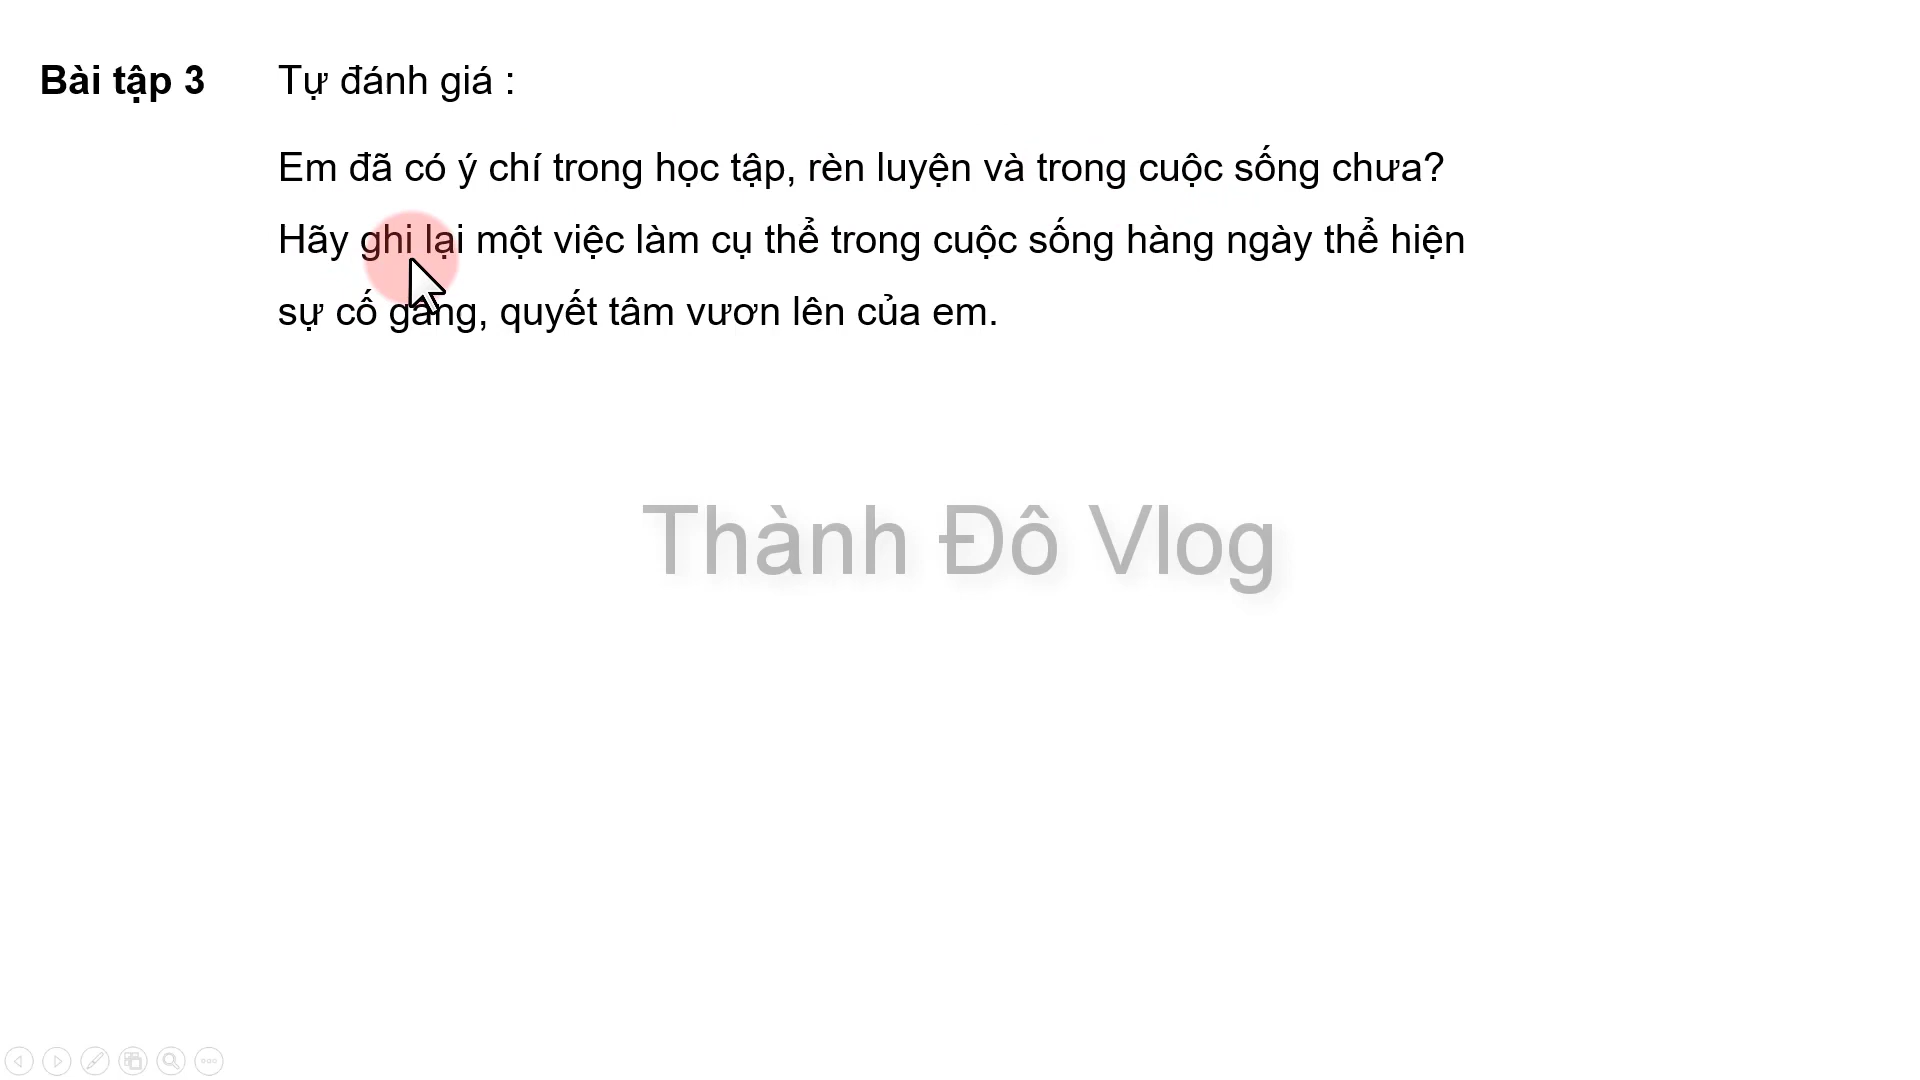 Bài tập 3 Tự đánh giá :
Em đã có ý chí trong học tập, rèn luyện và trong cuộc sống chưa?
Hãy ghi lại một việc làm cụ thể trong cuộc sống hàng ngày thể hiện
sự cố gắng, quyết tâm vươn lên của em.
Thành Đô Vlog